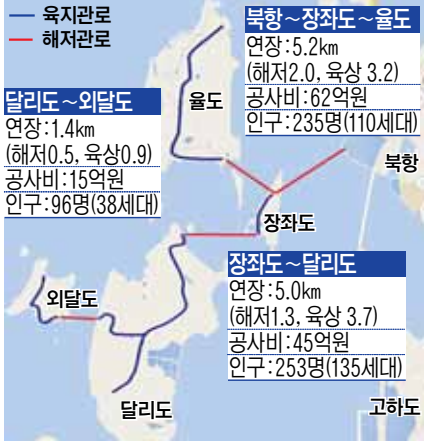 육지관로
해저관로
북항~장좌도~율도
연장:5.2km
(해저2.0, 육상 3.2)
공사비:62억원
인구:235명(110세대)
달리도~외달도
연장:1.4km
(해저0.5, 육상0.9)
공사비:15억원
인구:96명(38세대)
율도
북항
장좌도
장좌도~달리도
연장:5.0km
(해저1.3, 육상 3.7)
공사비:45억원
인구:253명(135세대)
외달도
달리도
고하도